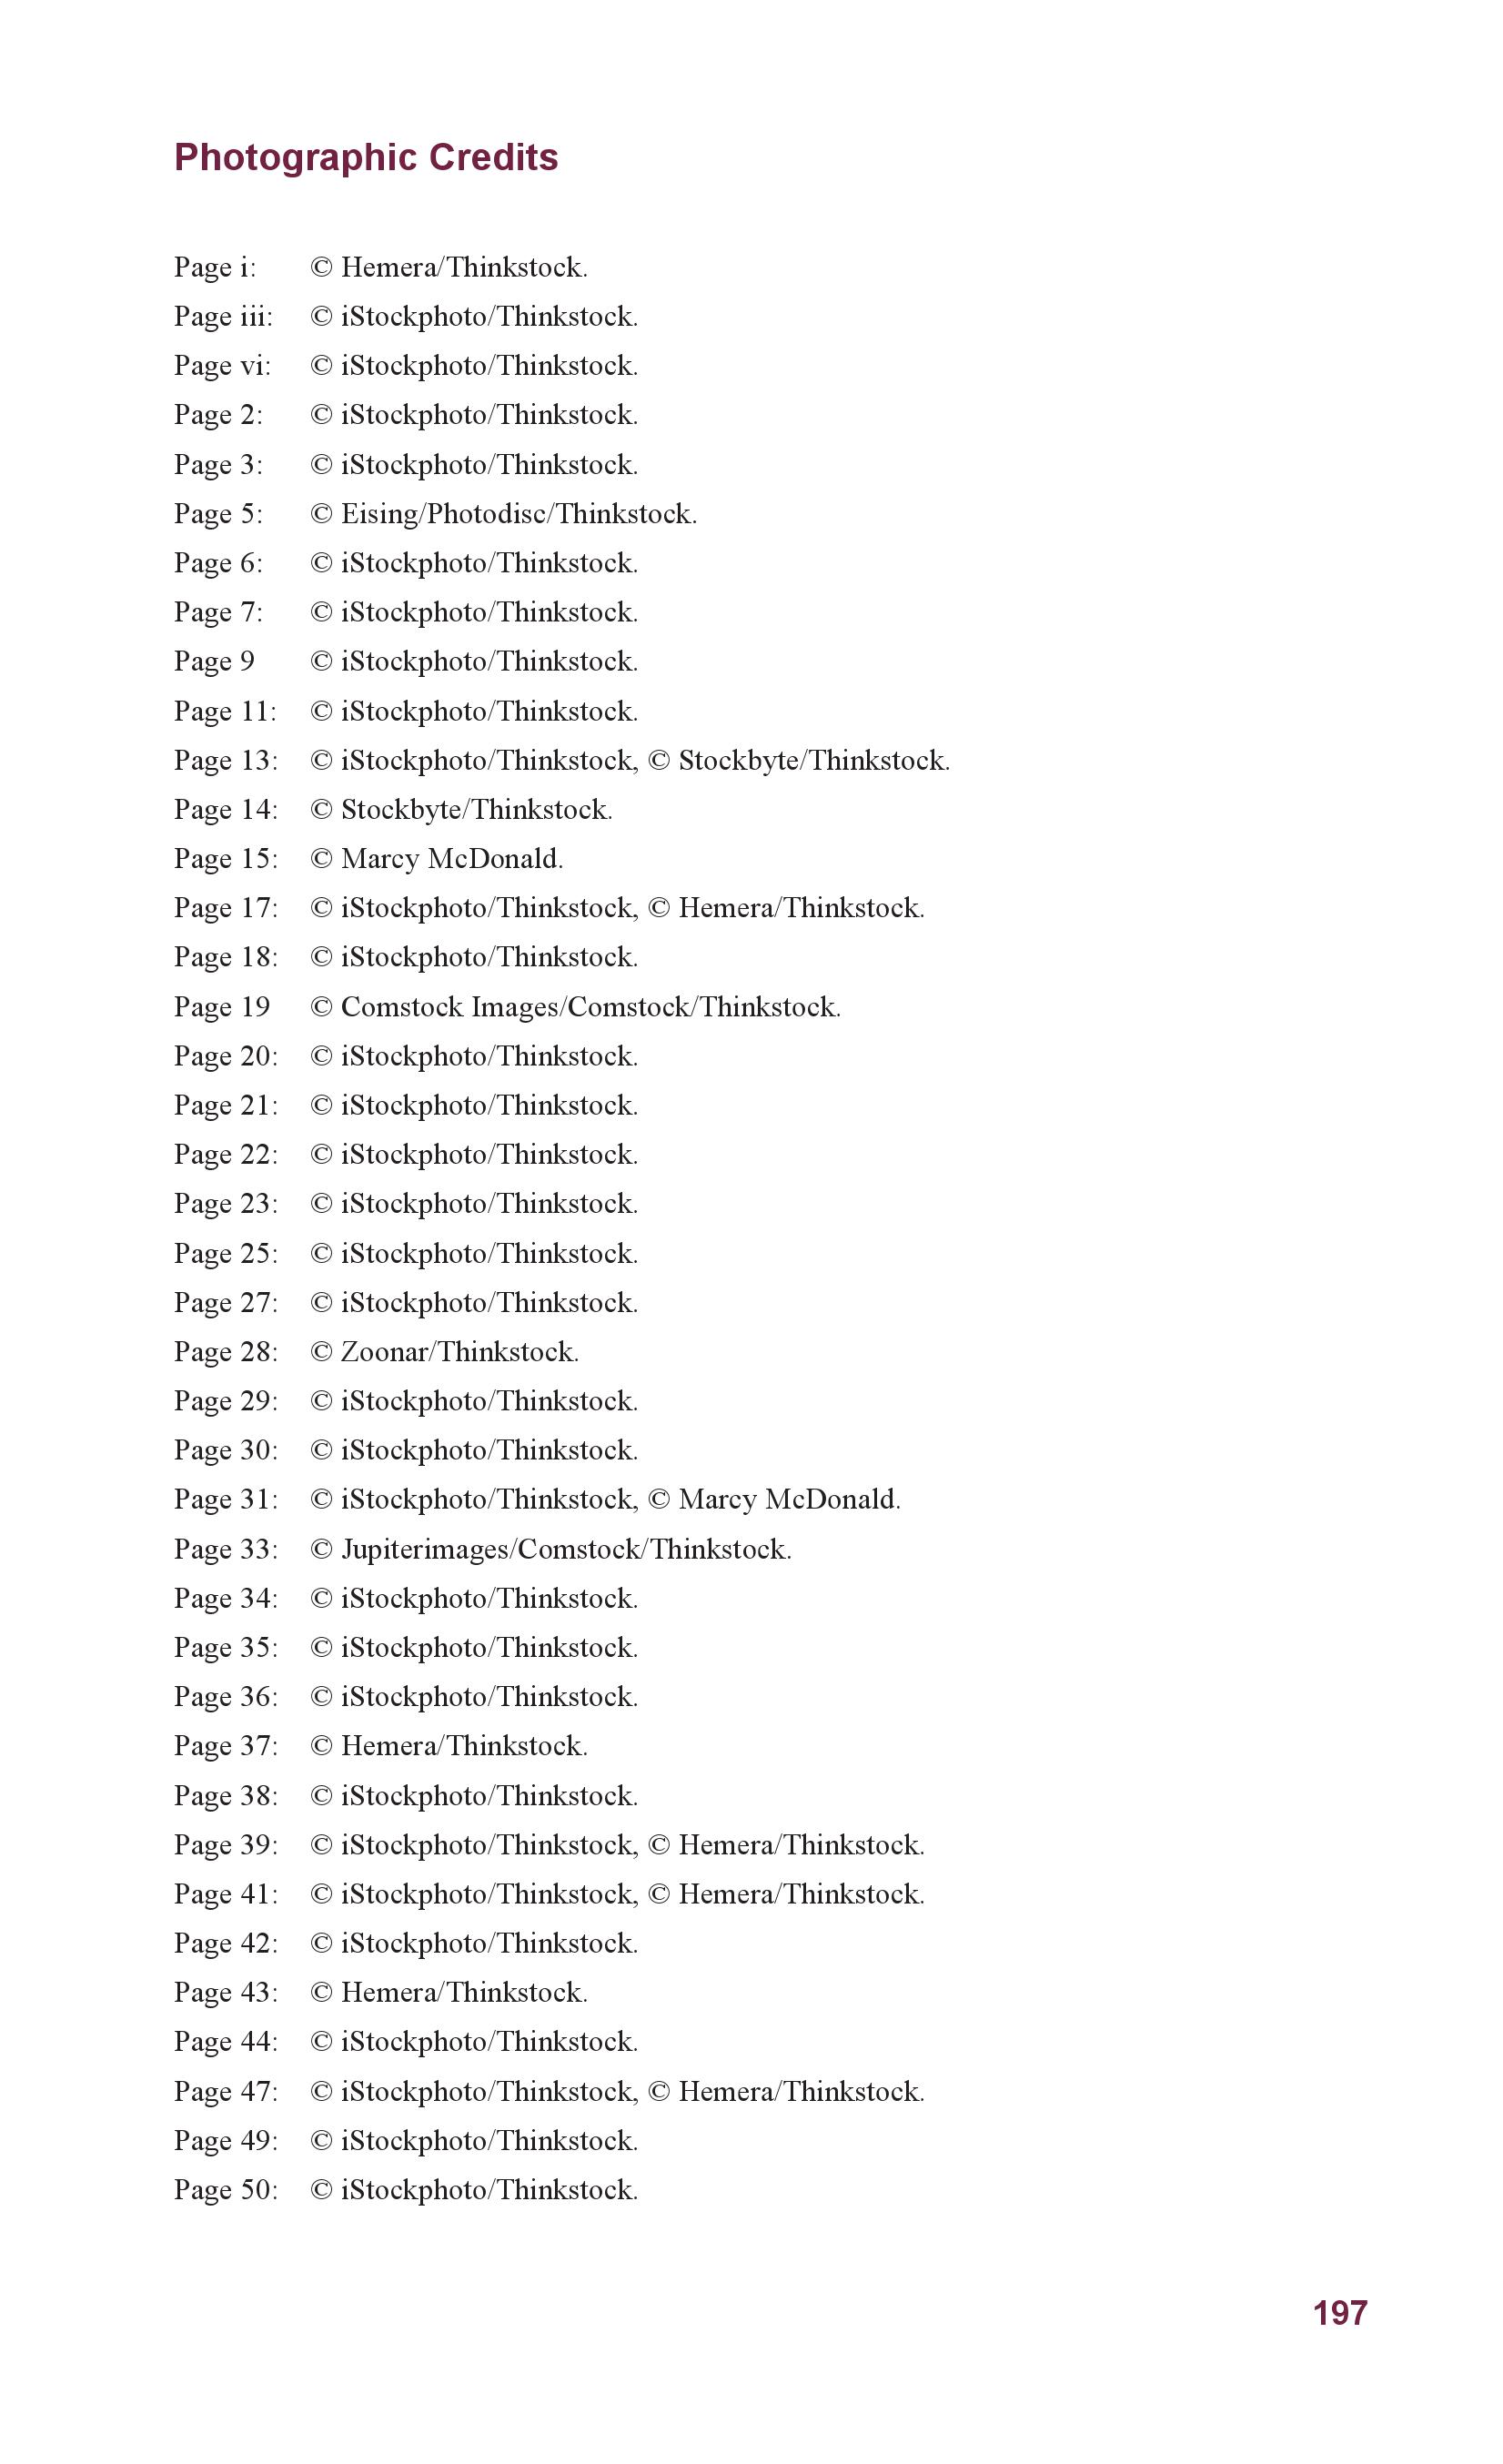 Photographic Credits
Page i: © Hemera/Thinkstock.
Page iii: © iStockphoto/Thinkstock.
Page vi: © iStockphoto/Thinkstock.
Page 2: © iStockphoto/Thinkstock.
Page 3: © iStockphoto/Thinkstock.
Page 5: © Eising/Photodisc/Thinkstock.
Page 6: © iStockphoto/Thinkstock.
Page 7: © iStockphoto/Thinkstock.
Page 9 © iStockphoto/Thinkstock.
Page 11: © iStockphoto/Thinkstock.
Page 13: © iStockphoto/Thinkstock, © Stockbyte/Thinkstock.
Page 14: © Stockbyte/Thinkstock.
Page 15: © Marcy McDonald.
Page 17: © iStockphoto/Thinkstock, © Hemera/Thinkstock.
Page 18: © iStockphoto/Thinkstock.
Page 19 © Comstock Images/Comstock/Thinkstock.
Page 20: © iStockphoto/Thinkstock.
Page 21: © iStockphoto/Thinkstock.
Page 22: © iStockphoto/Thinkstock.
Page 23: © iStockphoto/Thinkstock.
Page 25: © iStockphoto/Thinkstock.
Page 27: © iStockphoto/Thinkstock.
Page 28: © Zoonar/Thinkstock.
Page 29: © iStockphoto/Thinkstock.
Page 30: © iStockphoto/Thinkstock.
Page 31: © iStockphoto/Thinkstock, © Marcy McDonald.
Page 33: © Jupiterimages/Comstock/Thinkstock.
Page 34: © iStockphoto/Thinkstock.
Page 35: © iStockphoto/Thinkstock.
Page 36: © iStockphoto/Thinkstock.
Page 37: © Hemera/Thinkstock.
Page 38: © iStockphoto/Thinkstock.
Page 39: © iStockphoto/Thinkstock, © Hemera/Thinkstock.
Page 41: © iStockphoto/Thinkstock, © Hemera/Thinkstock.
Page 42: © iStockphoto/Thinkstock.
Page 43: © Hemera/Thinkstock.
Page 44: © iStockphoto/Thinkstock.
Page 47: © iStockphoto/Thinkstock, © Hemera/Thinkstock.
Page 49: © iStockphoto/Thinkstock.
Page 50: © iStockphoto/Thinkstock.
197